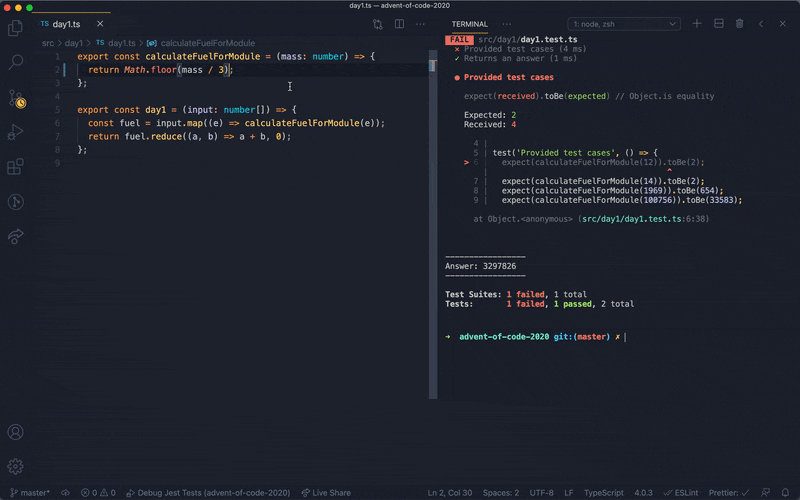 day1.ts — advent-of-code-2020
TS day1.ts ×
src > day1 > TS day1.ts > calculateFuelForModule
1 export const calculateFuelForModule = (mass: number) => {
2 return Math.floor(mass / 3);
3 };
4
5 export const day1 = (input: number[]) => {
6 const fuel = input.map((e) => calculateFuelForModule(e));
7 return fuel.reduce((a, b) => a + b, 0);
8 };
9
TERMINAL ··· 1: node, zsh
FAIL src/day1/day1.test.ts
✕ Provided test cases (4 ms)
✓ Returns an answer (1 ms)
● Provided test cases
expect(received).toBe(expected) // Object.is equality
Expected: 2
Received: 4
4 |
5 | test('Provided test cases', () => {
> 6 | expect(calculateFuelForModule(12)).toBe(2);
| ^
7 | expect(calculateFuelForModule(14)).toBe(2);
8 | expect(calculateFuelForModule(1969)).toBe(654);
9 | expect(calculateFuelForModule(100756)).toBe(33583);
at Object.<anonymous> (src/day1/day1.test.ts:6:38)
-----------------
Answer: 3297826
-----------------
Test Suites: 1 failed, 1 total
Tests: 1 failed, 1 passed, 2 total
➜ advent-of-code-2020 git:(master) ✗
master* 0 0 Debug Jest Tests (advent-of-code-2020) Live Share Ln 2, Col 30 Spaces: 2 UTF-8 LF TypeScript 4.0.3 ✓✓ ESLint Prettier: ✓